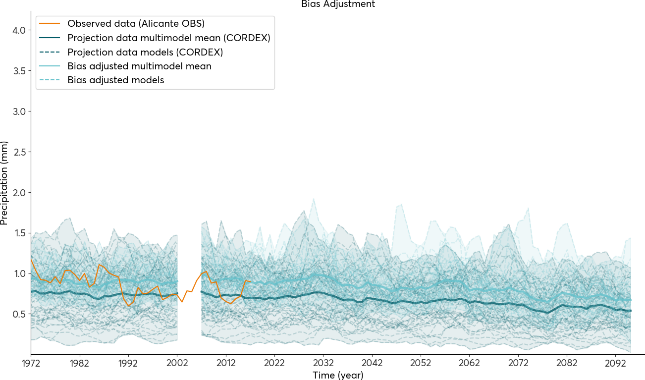 Bias Adjustment
Observed data (Alicante OBS)
Projection data multimodel mean (CORDEX)
Projection data models (CORDEX)
Bias adjusted multimodel mean
Bias adjusted models
Precipitation (mm)
4.0
3.5
3.0
2.5
2.0
1.5
1.0
0.5
1972 1982 1992 2002 2012 2022 2032 2042 2052 2062 2072 2082 2092
Time (year)